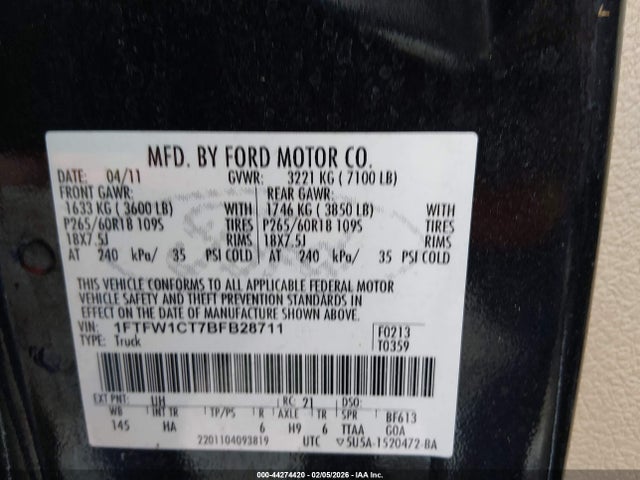 MFD. BY FORD MOTOR CO.
DATE: 04/11 GVWR: 3221 KG ( 7100 LB)
FRONT GAWR: REAR GAWR:
1633 KG ( 3600 LB) WITH 1746 KG ( 3850 LB) WITH
P265/60R18 109S TIRES P265/60R18 109S TIRES
18X7.5J RIMS 18X7.5J RIMS
AT 240 kPa/ 35 PSI COLD AT 240 kPa/ 35 PSI COLD
THIS VEHICLE CONFORMS TO ALL APPLICABLE FEDERAL MOTOR
VEHICLE SAFETY AND THEFT PREVENTION STANDARDS IN
EFFECT ON THE DATE OF MANUFACTURE SHOWN ABOVE.
VIN: 1FTFW1CT7BFB28711 F0213
TYPE: Truck T0359
EXT PNT: UH RC: 21 DSO:
WB INT TR TP/PS R AXLE TR SPR BF613
145 HA 6 H9 6 TTAA GOA
2201104093819 UTC ▽5U5A-1520472-BA
000-44274420 - 02/05/2026 - IAA Inc.